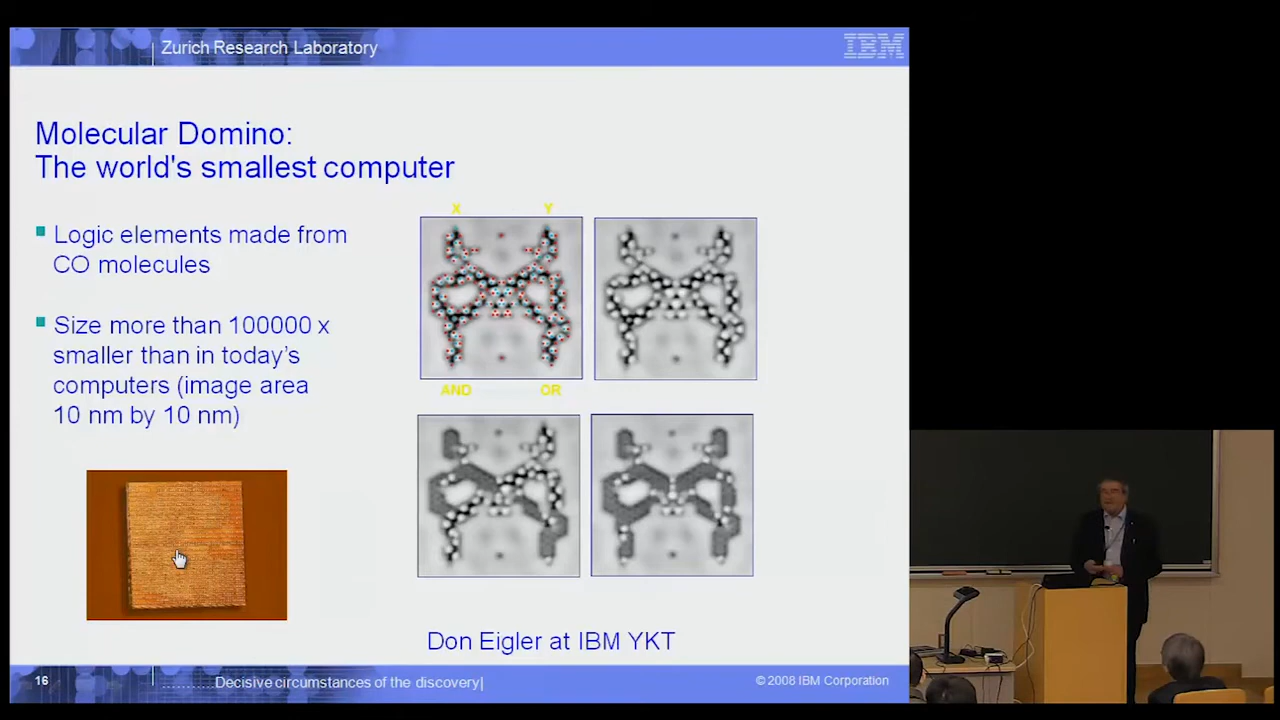 Zurich Research Laboratory
IBM
Molecular Domino:
The world's smallest computer
Logic elements made from
CO molecules
Size more than 100000 x
smaller than in today's
computers (image area
10 nm by 10 nm)
X Y
AND OR
Don Eigler at IBM YKT
16 ......... Decisive circumstances of the discovery| © 2008 IBM Corporation